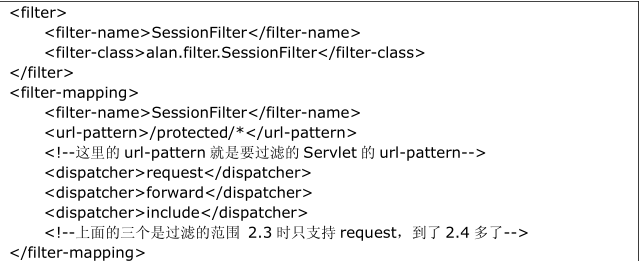 <filter>
<filter-name>SessionFilter</filter-name>
<filter-class>alan.filter.SessionFilter</filter-class>
</filter>
<filter-mapping>
<filter-name>SessionFilter</filter-name>
<url-pattern>/protected/*</url-pattern>
<!--这里的 url-pattern 就是要过滤的 Servlet 的 url-pattern-->
<dispatcher>request</dispatcher>
<dispatcher>forward</dispatcher>
<dispatcher>include</dispatcher>
<!--上面的三个是过滤的范围 2.3 时只支持 request，到了 2.4 多了-->
</filter-mapping>